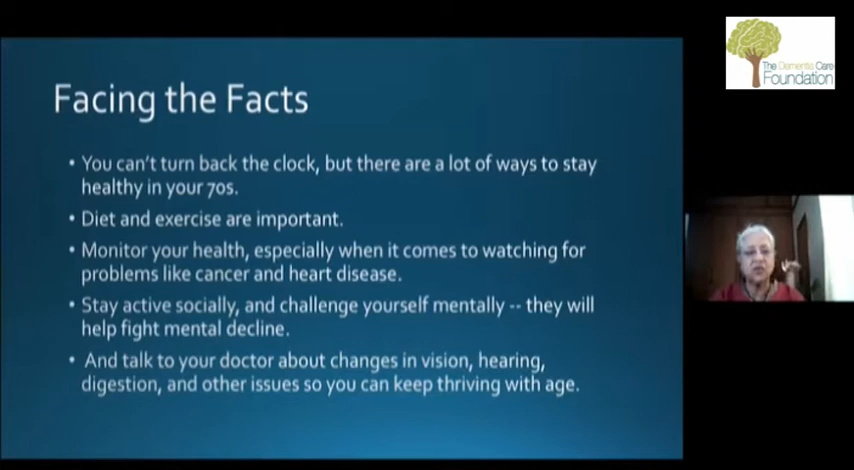 The Dementia Care
Foundation
Facing the Facts
• You can't turn back the clock, but there are a lot of ways to stay
healthy in your 70s.
• Diet and exercise are important.
• Monitor your health, especially when it comes to watching for
problems like cancer and heart disease.
• Stay active socially, and challenge yourself mentally -- they will
help fight mental decline.
• And talk to your doctor about changes in vision, hearing,
digestion, and other issues so you can keep thriving with age.